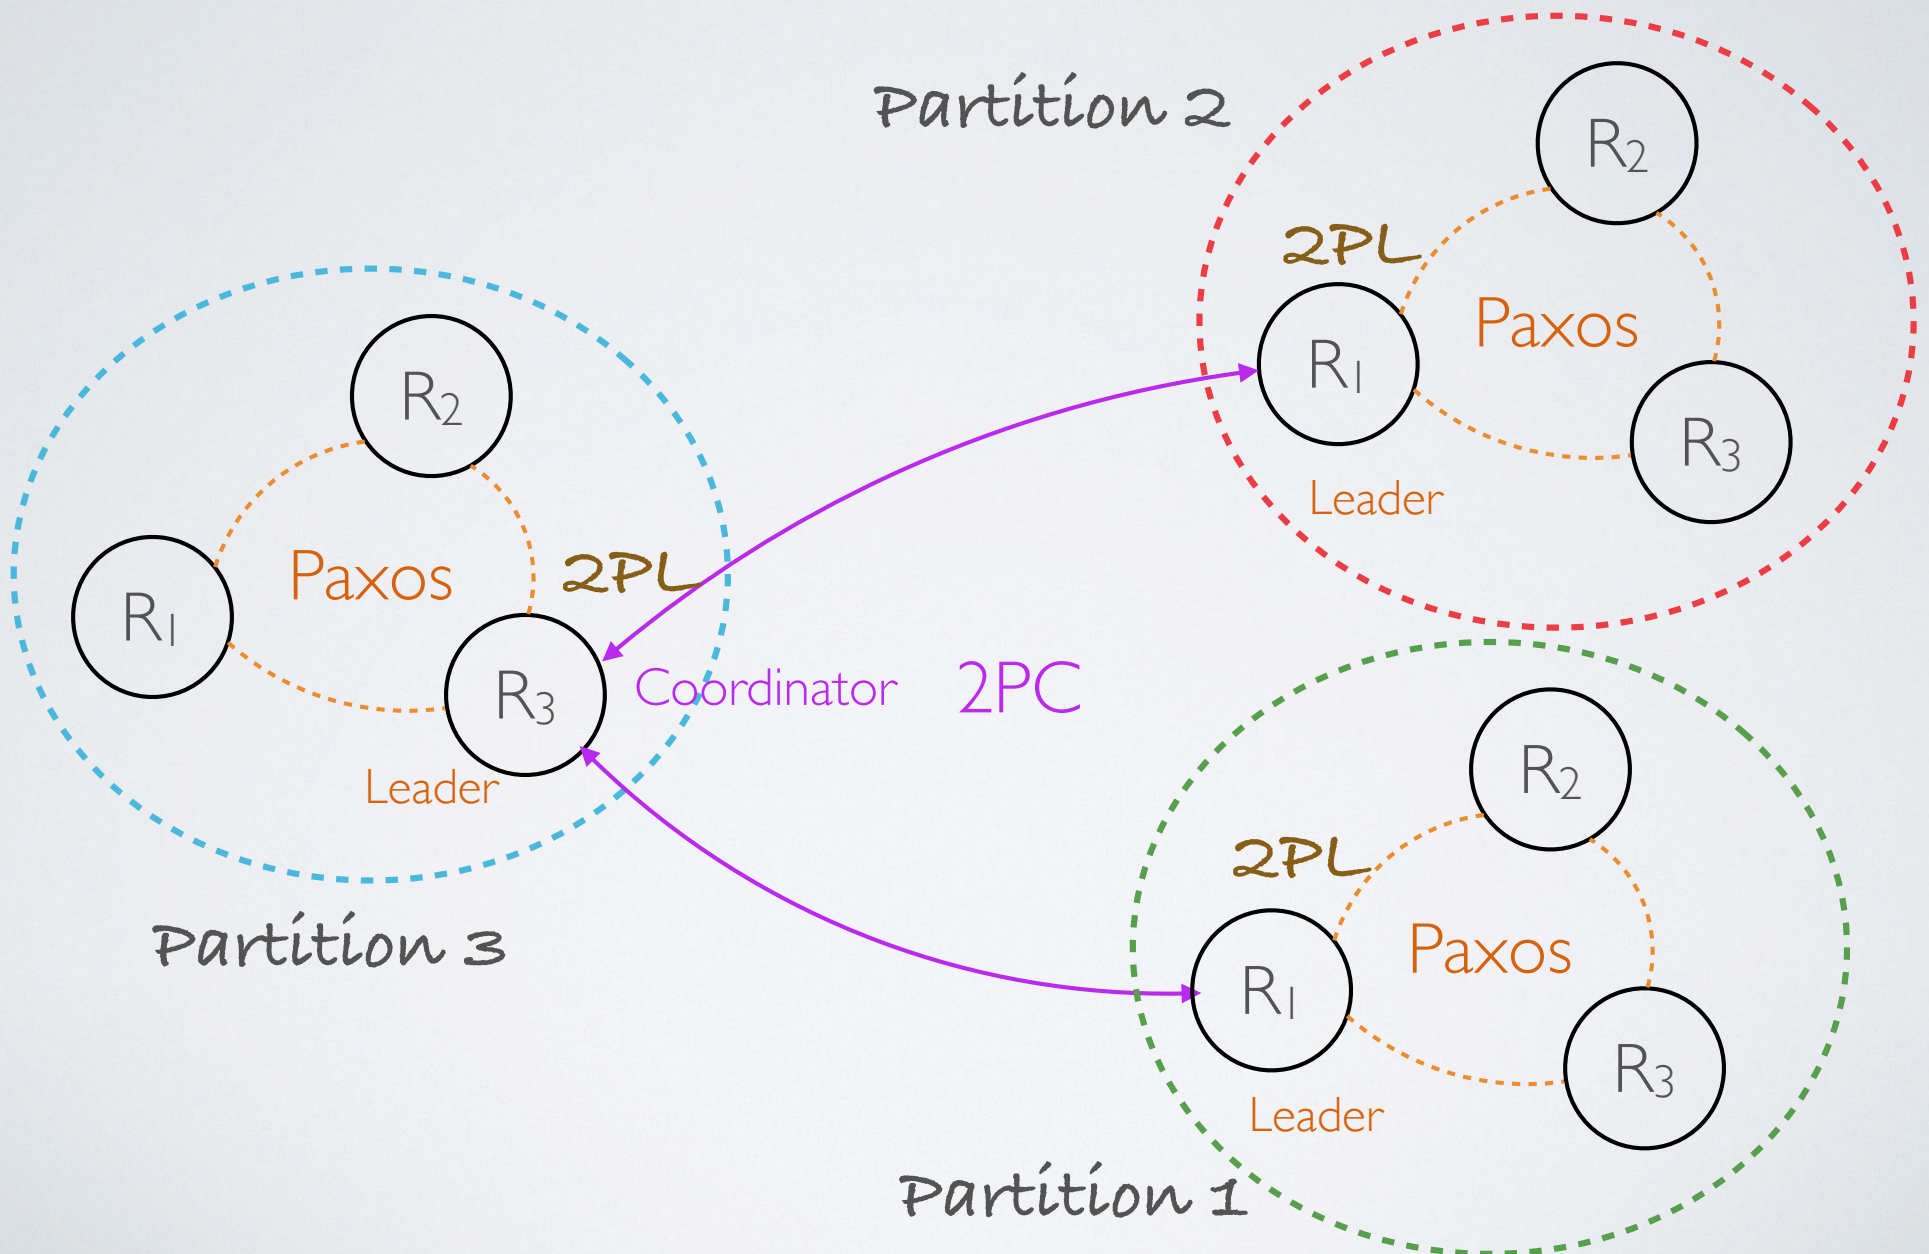 Partition 2
R2
2PL
Paxos
R1
R3
Leader
R2
Paxos
2PL
R1
R3
Coordinator
2PC
Leader
Partition 3
R2
2PL
Paxos
R1
R3
Leader
Partition 1